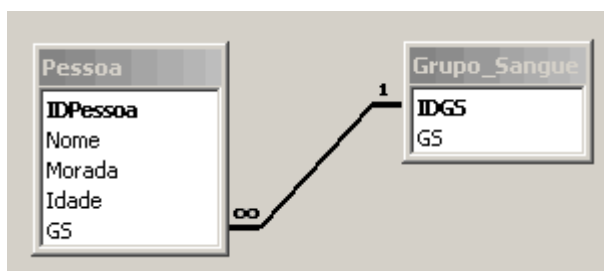 Pessoa
IDPessoa
Nome
Morada
Idade
GS
∞
1
Grupo_Sangue
IDGS
GS